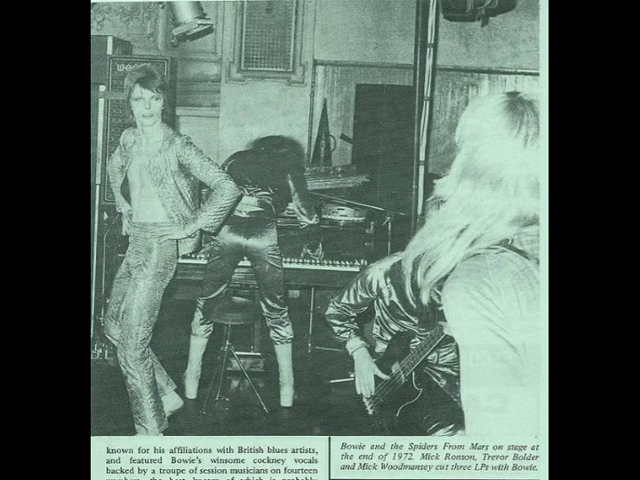 known for his affiliations with British blues artists,
and featured Bowie's winsome cockney vocals
backed by a troupe of session musicians on fourteen
Bowie and the Spiders From Mars on stage at
the end of 1972. Mick Ronson, Trevor Bolder
and Mick Woodmansey cut three LPs with Bowie.